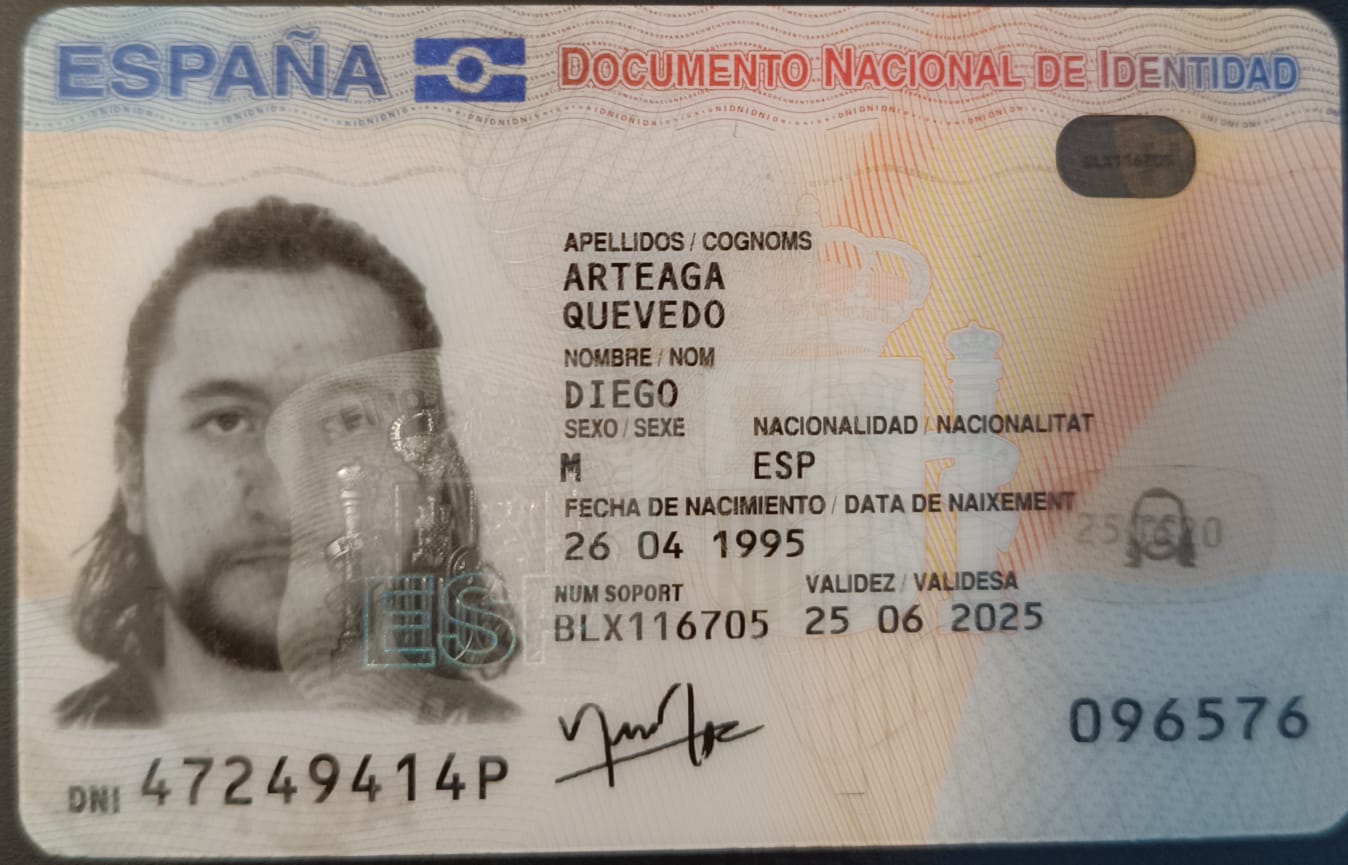 ESPAÑA DOCUMENTO NACIONAL DE IDENTIDAD
BLX116705
APELLIDOS / COGNOMS
ARTEAGA
QUEVEDO
NOMBRE / NOM
DIEGO
SEXO / SEXE NACIONALIDAD / NACIONALITAT
M ESP
FECHA DE NACIMIENTO / DATA DE NAIXEMENT
26 04 1995
NUM SOPORT VALIDEZ / VALIDESA
BLX116705 25 06 2025
ESP
096576
DNI 47249414P